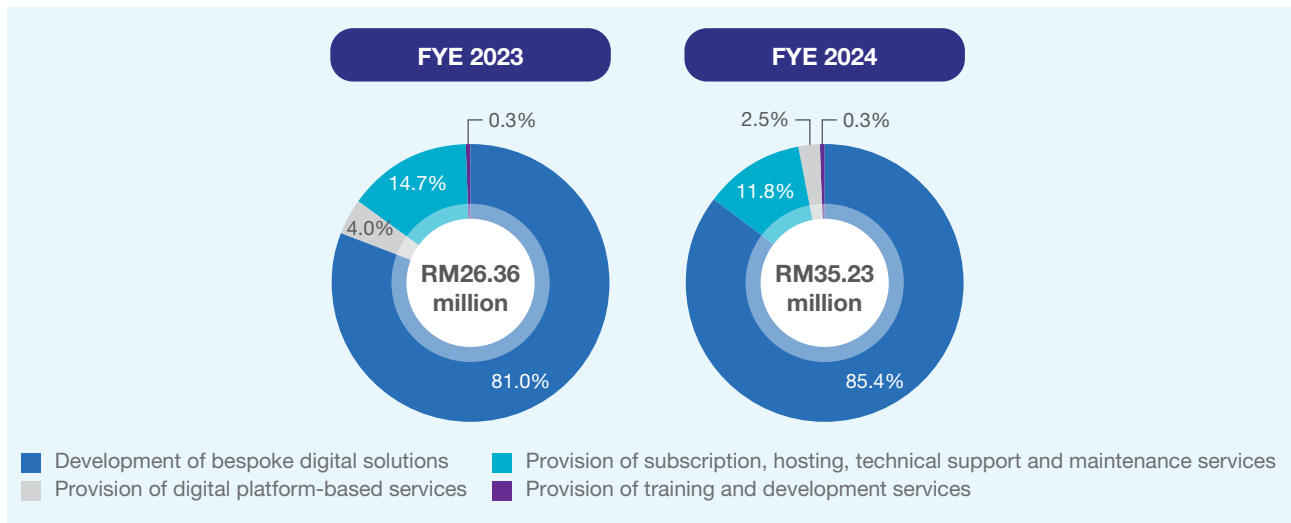 FYE 2023
FYE 2024
0.3%
2.5%
0.3%
14.7%
11.8%
4.0%
RM26.36
million
RM35.23
million
81.0%
85.4%
Development of bespoke digital solutions
Provision of subscription, hosting, technical support and maintenance services
Provision of digital platform-based services
Provision of training and development services